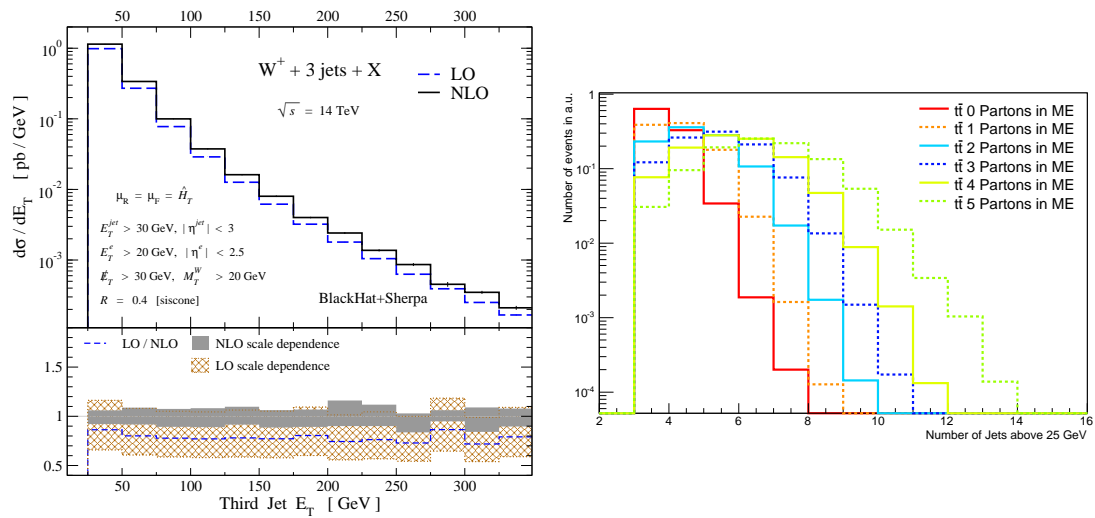 50 100 150 200 250 300
10^0
10^-1
10^-2
10^-3
dσ / dE_T [ pb / GeV ]
W^+ + 3 jets + X
√s = 14 TeV
LO
NLO
μ_R = μ_F = Ĥ_T
E_T^jet > 30 GeV, | η^jet | < 3
E_T^e > 20 GeV, | η^e | < 2.5
E̸_T > 30 GeV, M_T^W > 20 GeV
R = 0.4 [siscone]
BlackHat+Sherpa
LO / NLO
NLO scale dependence
LO scale dependence
1.5
1
0.5
50 100 150 200 250 300
Third Jet E_T [ GeV ]
Number of events in a.u.
1
10^-1
10^-2
10^-3
10^-4
tt̄ 0 Partons in ME
tt̄ 1 Partons in ME
tt̄ 2 Partons in ME
tt̄ 3 Partons in ME
tt̄ 4 Partons in ME
tt̄ 5 Partons in ME
2 4 6 8 10 12 14 16
Number of Jets above 25 GeV